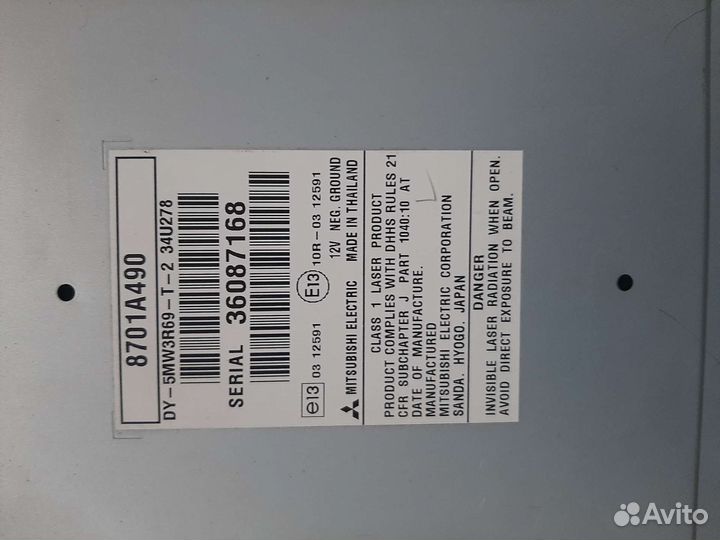 8701A490
DY-5MW3R69-T-2 34U278
SERIAL 36087168
e13 03 12591 E13 10R-03 12591
12V NEG. GROUND
MITSUBISHI ELECTRIC MADE IN THAILAND
CLASS 1 LASER PRODUCT
PRODUCT COMPLIES WITH DHHS RULES 21
CFR SUBCHAPTER J PART 1040:10 AT
DATE OF MANUFACTURE.
MANUFACTURED
MITSUBISHI ELECTRIC CORPORATION
SANDA. HYOGO. JAPAN
DANGER
INVISIBLE LASER RADIATION WHEN OPEN.
AVOID DIRECT EXPOSURE TO BEAM.
Avito